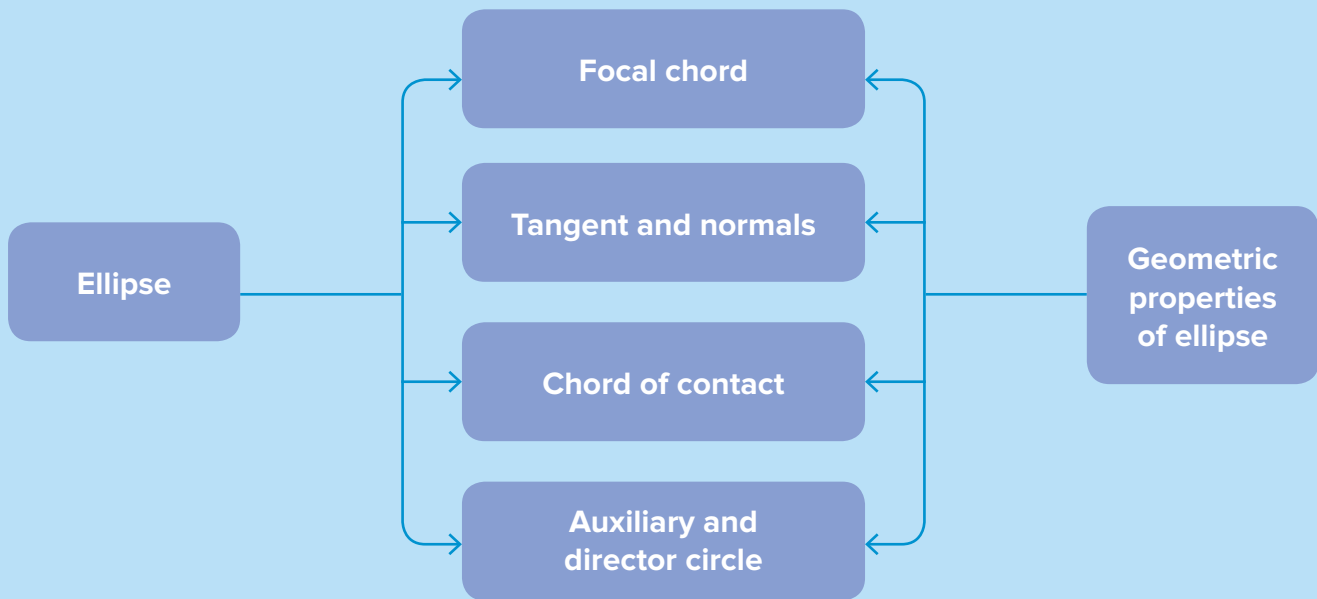 Focal chord
Tangent and normals
Ellipse
Geometric
properties
of ellipse
Chord of contact
Auxiliary and
director circle